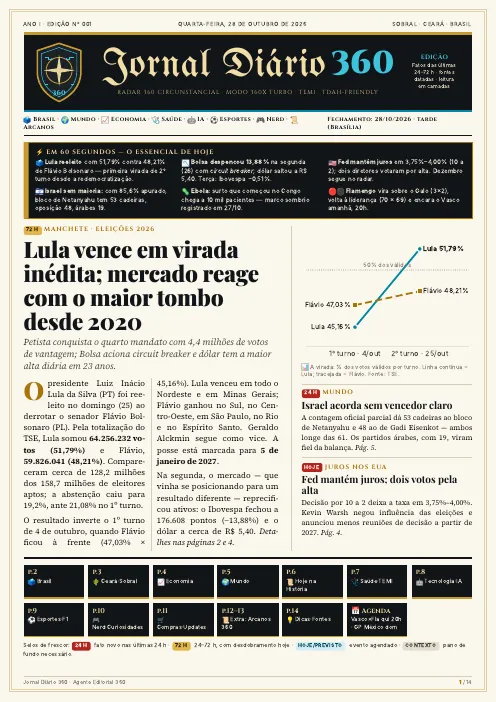 ANO I · EDIÇÃO Nº 001
QUARTA-FEIRA, 28 DE OUTUBRO DE 2026
SOBRAL · CEARÁ · BRASIL
360
Jornal Diário 360
RADAR 360 CIRCUNSTANCIAL · MODO 360X TURBO · TEMI · TDAH-FRIENDLY
EDIÇÃO
Fatos das últimas
24–72 h · fontes
datadas · leitura
em camadas
Brasil · Mundo · Economia · Saúde · IA · Esportes · Nerd ·
Arcanos
Fechamento: 28/10/2026 · tarde
(Brasília)
⚡ EM 60 SEGUNDOS — O ESSENCIAL DE HOJE
Lula reeleito com 51,79% contra 48,21%
de Flávio Bolsonaro — primeira virada de 2º
turno desde a redemocratização.
Bolsa despencou 13,88% na segunda
(26) com circuit breaker; dólar saltou a R$
5,40. Terça: Ibovespa −0,51%.
Fed mantém juros em 3,75%–4,00% (10 a
2); dois diretores votaram por alta. Dezembro
segue no radar.
Israel sem maioria: com 85,6% apurado,
bloco de Netanyahu tem 53 cadeiras,
oposição 48, árabes 19.
Ebola: surto que começou no Congo
chega a 10 mil pacientes — marco sombrio
registrado em 27/10.
Flamengo vira sobre o Galo (3×2),
volta à liderança (70 × 69) e encara o Vasco
amanhã, 20h.
72 H MANCHETE · ELEIÇÕES 2026
Lula vence em virada
inédita; mercado reage
com o maior tombo
desde 2020
Petista conquista o quarto mandato com 4,4 milhões de votos
de vantagem; Bolsa aciona circuit breaker e dólar tem a maior
alta diária em 23 anos.
O presidente Luiz Inácio
Lula da Silva (PT) foi ree-
leito no domingo (25) ao
derrotar o senador Flávio Bol-
sonaro (PL). Pela totalização do
TSE, Lula somou 64.256.232 vo-
tos (51,79%) e Flávio,
59.826.041 (48,21%). Compare-
ceram cerca de 128,2 milhões
dos 158,7 milhões de eleitores
aptos; a abstenção caiu para
19,2%, ante 21,08% no 1º turno.
O resultado inverte o 1º turno
de 4 de outubro, quando Flávio
ficou à frente (47,03% ×
45,16%). Lula venceu em todo o
Nordeste e em Minas Gerais;
Flávio ganhou no Sul, no Cen-
tro-Oeste, em São Paulo, no Rio
e no Espírito Santo. Geraldo
Alckmin segue como vice. A
posse está marcada para 5 de
janeiro de 2027.
Na segunda, o mercado — que
vinha se posicionando para um
resultado diferente — reprecifi-
cou ativos: o Ibovespa fechou a
176.608 pontos (−13,88%) e o
dólar a cerca de R$ 5,40. Deta-
lhes nas páginas 2 e 4.
Lula 51,79%
50% dos válidos
Flávio 48,21%
Flávio 47,03%
Lula 45,16%
1º turno · 4/out
2º turno · 25/out
A virada: % dos votos válidos por turno. Linha contínua =
Lula; tracejada = Flávio. Fonte: TSE.
24 H MUNDO
Israel acorda sem vencedor claro
A contagem oficial parcial dá 53 cadeiras ao bloco
de Netanyahu e 48 ao de Gadi Eisenkot — ambos
longe das 61. Os partidos árabes, com 19, viram
fiel da balança. Pág. 5.
HOJE JUROS NOS EUA
Fed mantém juros; dois votos pela
alta
Decisão por 10 a 2 deixa a taxa em 3,75%–4,00%.
Kevin Warsh negou influência das eleições e
anunciou menos reuniões de decisão a partir de
2027. Pág. 4.
P.2
Brasil
P.3
Ceará·Sobral
P.4
Economia
P.5
Mundo
P.6
Hoje na
História
P.7
Saúde·TEMI
P.8
Tecnologia·IA
P.9
Esportes·F1
P.10
Nerd·Curiosidades
P.11
Compras·Updates
P.12–13
Extra: Arcanos
360
P.14
Dicas·Fontes
AGENDA
Vasco×Fla qui 20h
· GP México dom
Selos de frescor: 24 H fato novo nas últimas 24 h · 72 H 24–72 h, com desdobramento hoje · HOJE/PREVISTO evento agendado · CONTEXTO pano de
fundo necessário
Jornal Diário 360 · Agente Editorial 360
1 / 14